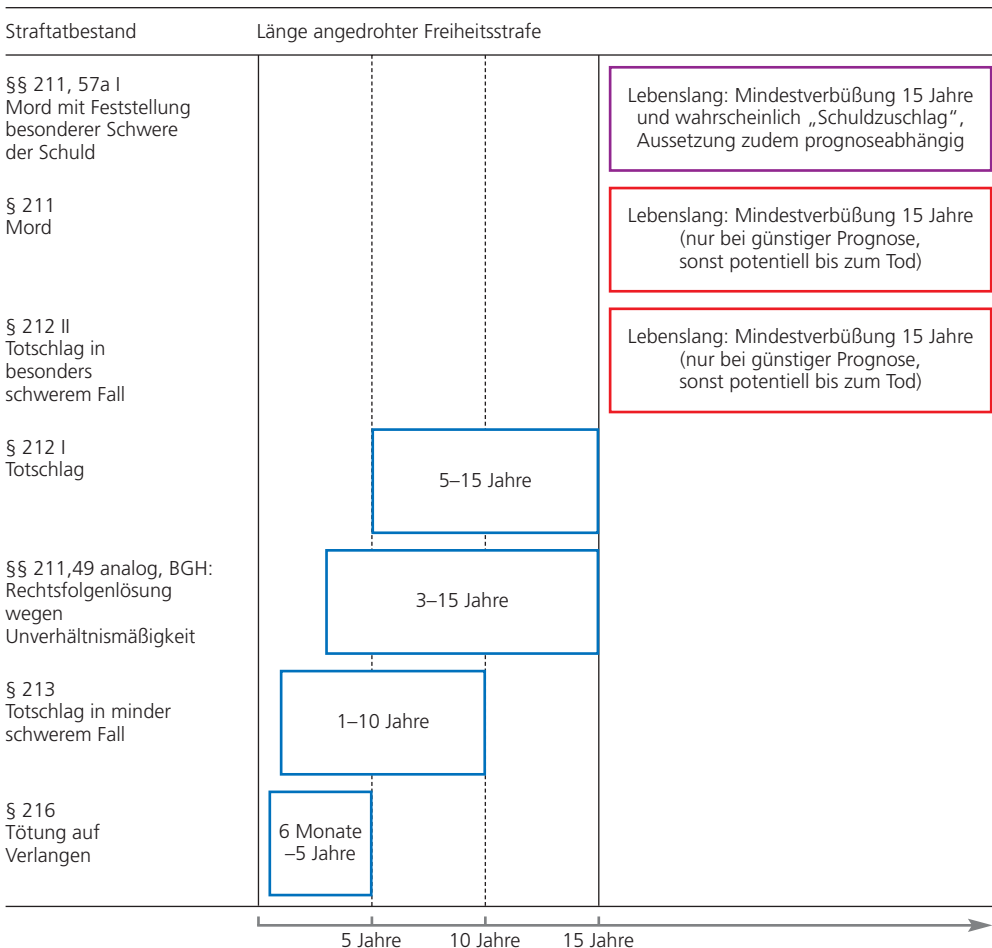 Straftatbestand
Länge angedrohter Freiheitsstrafe
§§ 211, 57a I
Mord mit Feststellung
besonderer Schwere
der Schuld
Lebenslang: Mindestverbüßung 15 Jahre
und wahrscheinlich „Schuldzuschlag“,
Aussetzung zudem prognoseabhängig
§ 211
Mord
Lebenslang: Mindestverbüßung 15 Jahre
(nur bei günstiger Prognose,
sonst potentiell bis zum Tod)
§ 212 II
Totschlag in
besonders
schwerem Fall
Lebenslang: Mindestverbüßung 15 Jahre
(nur bei günstiger Prognose,
sonst potentiell bis zum Tod)
§ 212 I
Totschlag
5–15 Jahre
§§ 211,49 analog, BGH:
Rechtsfolgenlösung
wegen
Unverhältnismäßigkeit
3–15 Jahre
§ 213
Totschlag in minder
schwerem Fall
1–10 Jahre
§ 216
Tötung auf
Verlangen
6 Monate
–5 Jahre
5 Jahre
10 Jahre
15 Jahre